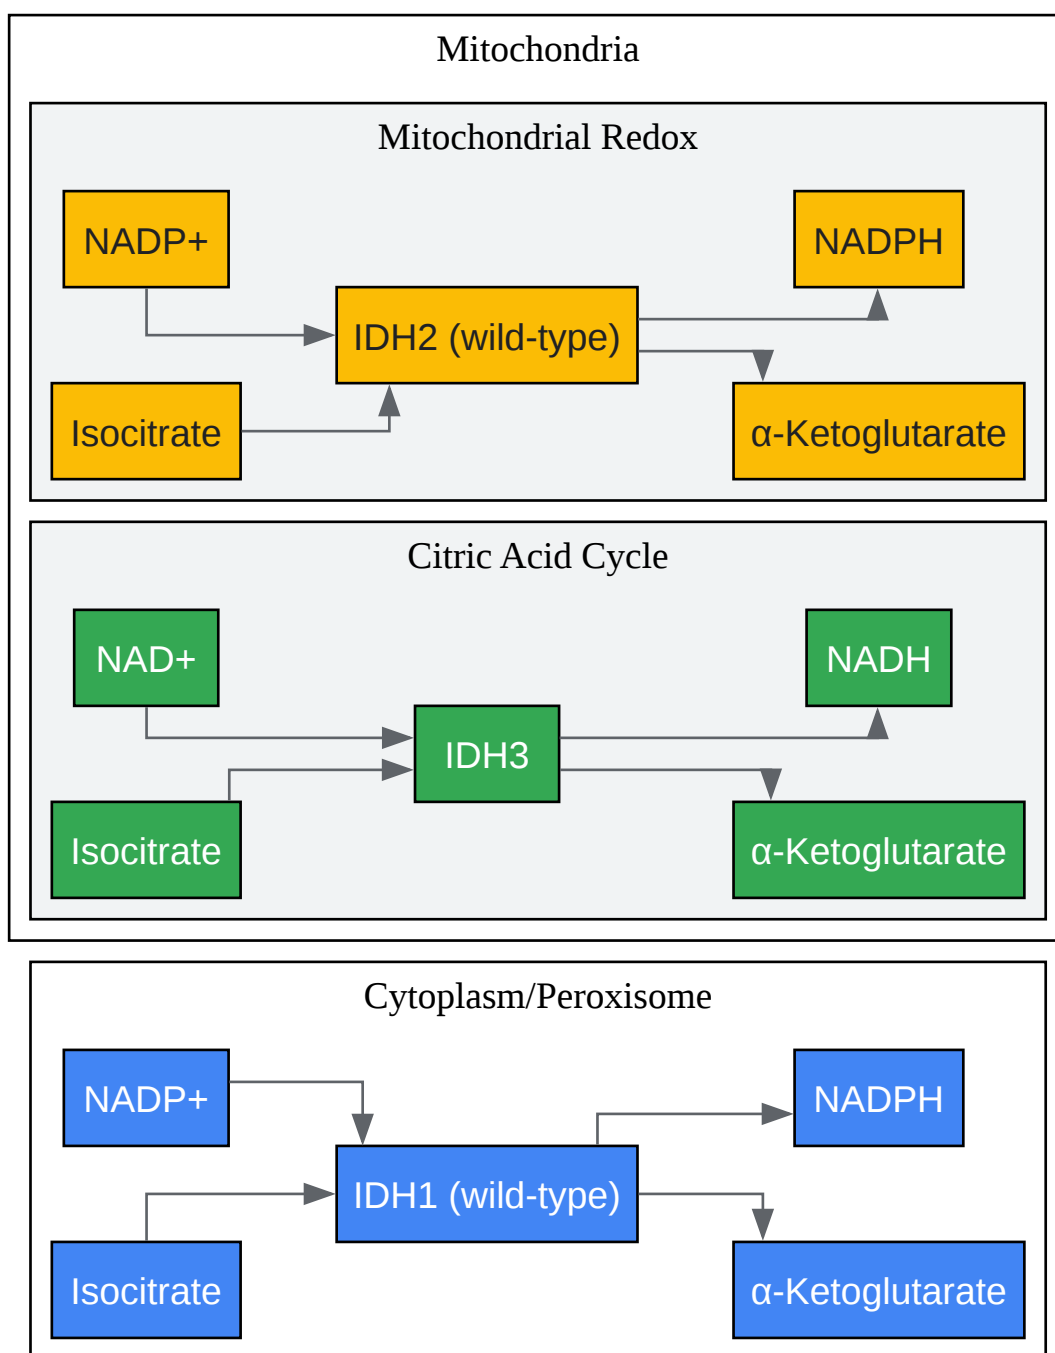 Mitochondria
Mitochondrial Redox
NADP+
NADPH
IDH2 (wild-type)
Isocitrate
α-Ketoglutarate
Citric Acid Cycle
NAD+
NADH
IDH3
Isocitrate
α-Ketoglutarate
Cytoplasm/Peroxisome
NADP+
NADPH
IDH1 (wild-type)
Isocitrate
α-Ketoglutarate